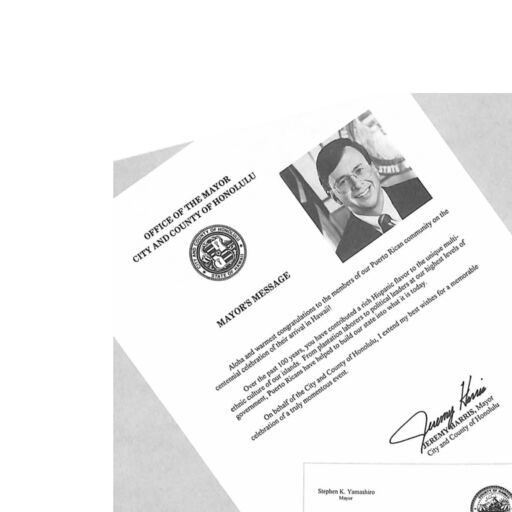 OFFICE OF THE MAYOR
CITY AND COUNTY OF HONOLULU
CITY AND COUNTY OF HONOLULU
STATE OF HAWAII
STATE
MAYOR'S MESSAGE
Aloha and warmest congratulations to the members of our Puerto Rican community on the
centennial celebration of their arrival in Hawaii!
Over the past 100 years, you have contributed a rich Hispanic flavor to the unique multi-
ethnic culture of our islands. From plantation laborers to political leaders at our highest levels of
government, Puerto Ricans have helped to build our state into what it is today.
On behalf of the City and County of Honolulu, I extend my best wishes for a memorable
celebration of a truly momentous event.
Jeremy Harris
JEREMY HARRIS, Mayor
City and County of Honolulu
Stephen K. Yamashiro
Mayor